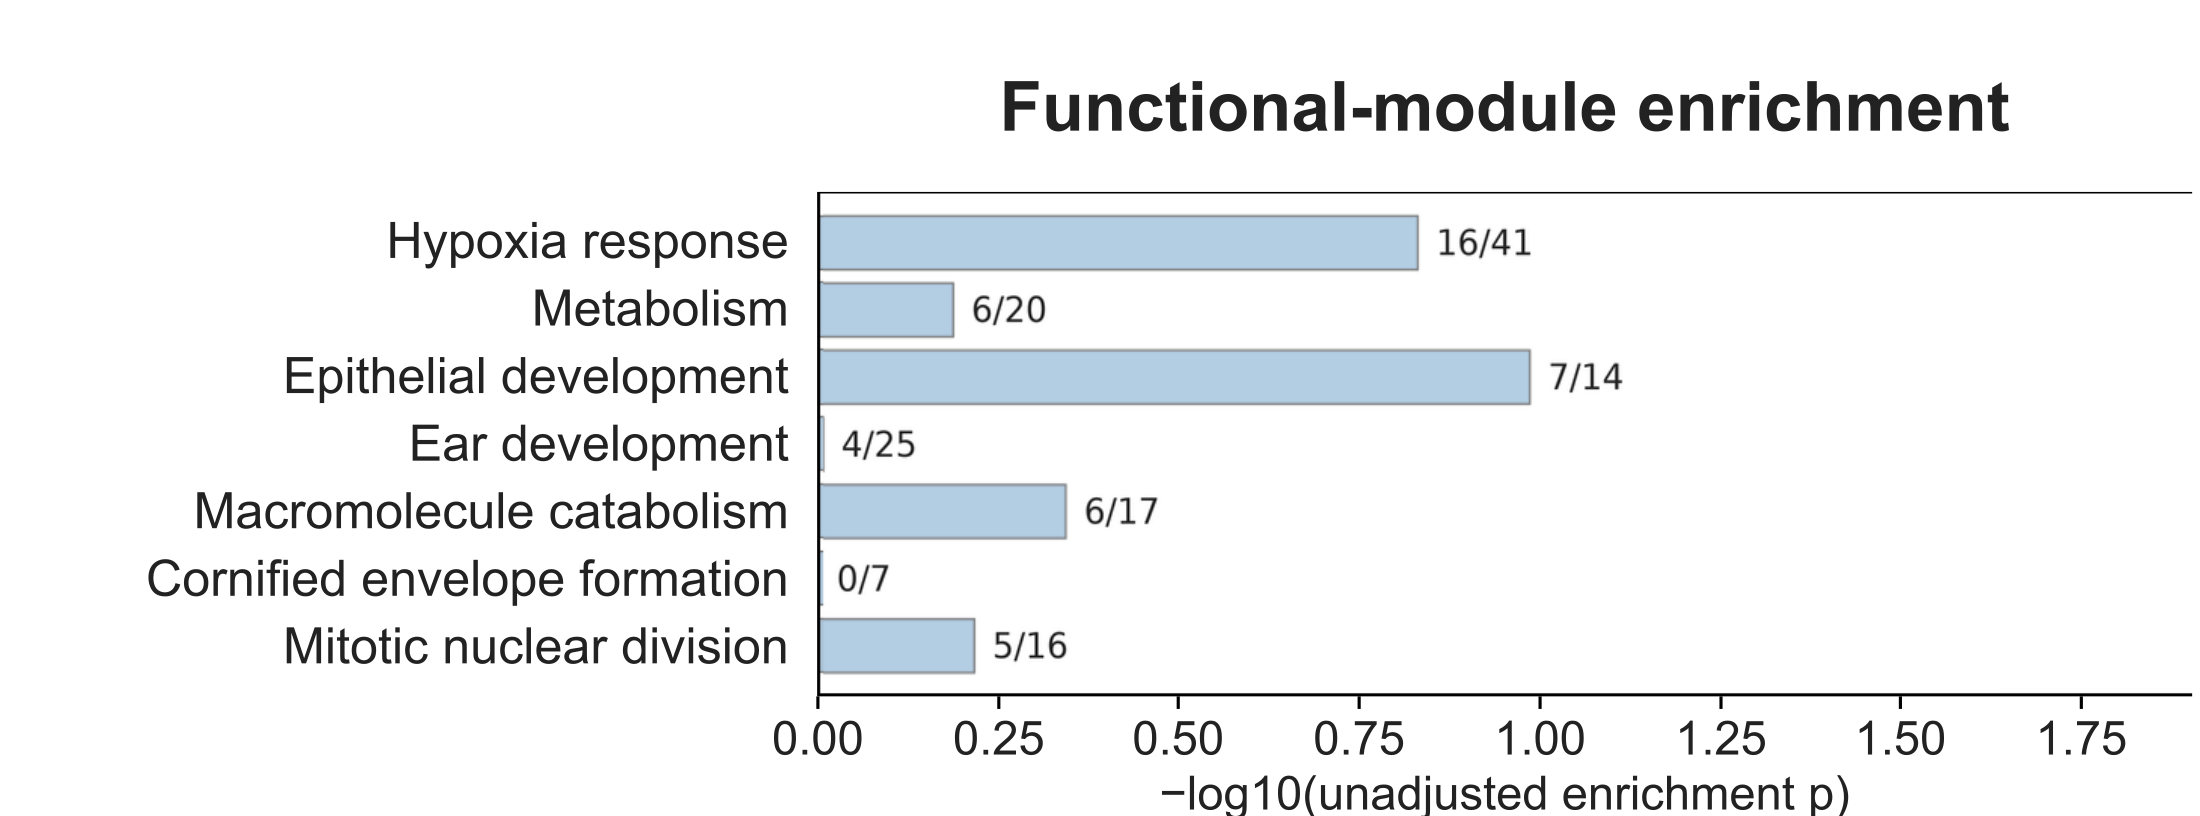 Functional-module enrichment
Hypoxia response 16/41
Metabolism 6/20
Epithelial development 7/14
Ear development 4/25
Macromolecule catabolism 6/17
Cornified envelope formation 0/7
Mitotic nuclear division 5/16
0.00 0.25 0.50 0.75 1.00 1.25 1.50 1.75
−log10(unadjusted enrichment p)